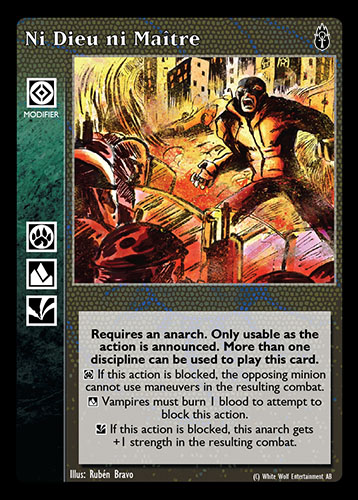 Ni Dieu ni Maitre
MODIFIER
Requires an anarch. Only usable as the
action is announced. More than one
discipline can be used to play this card.
If this action is blocked, the opposing minion
cannot use maneuvers in the resulting combat.
Vampires must burn 1 blood to attempt to
block this action.
If this action is blocked, this anarch gets
+1 strength in the resulting combat.
Illus: Rubén Bravo
(C) White Wolf Entertainment AB